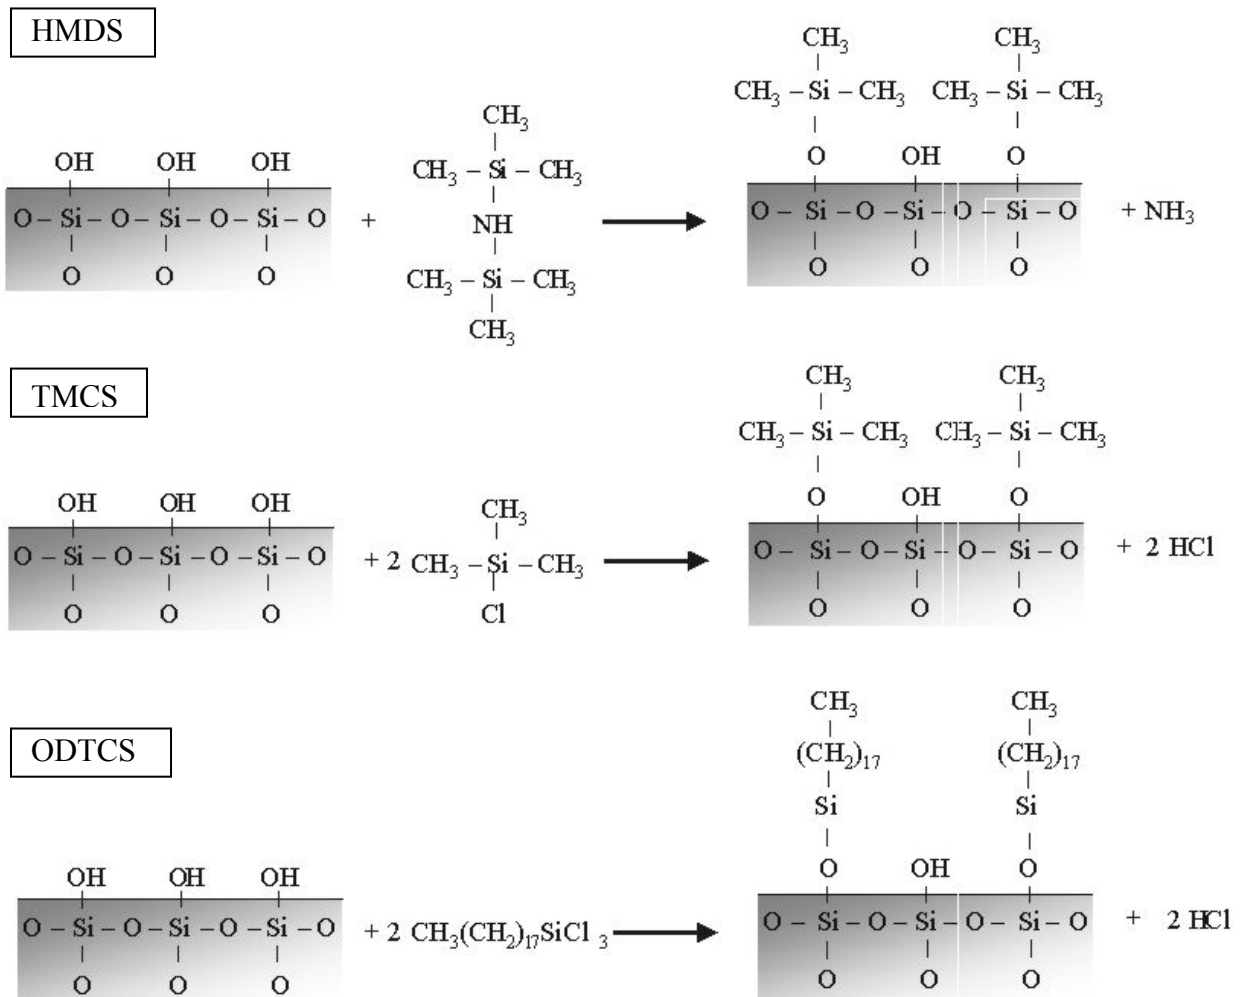 HMDS
CH₃ CH₃
CH₃ – Si – CH₃ CH₃ – Si – CH₃
CH₃
OH OH OH CH₃ – Si – CH₃ O OH O
O – Si – O – Si – O – Si – O + NH O – Si – O – Si – O – Si – O + NH₃
O O O CH₃ – Si – CH₃ O O O
CH₃
TMCS
CH₃ CH₃
CH₃ – Si – CH₃ CH₃ – Si – CH₃
OH OH OH CH₃ O OH O
O – Si – O – Si – O – Si – O + 2 CH₃ – Si – CH₃ O – Si – O – Si – O – Si – O + 2 HCl
O O O Cl O O O
ODTCS
CH₃ CH₃
(CH₂)₁₇ (CH₂)₁₇
Si Si
OH OH OH O OH O
O – Si – O – Si – O – Si – O + 2 CH₃(CH₂)₁₇SiCl₃ O – Si – O – Si – O – Si – O + 2 HCl
O O O O O O